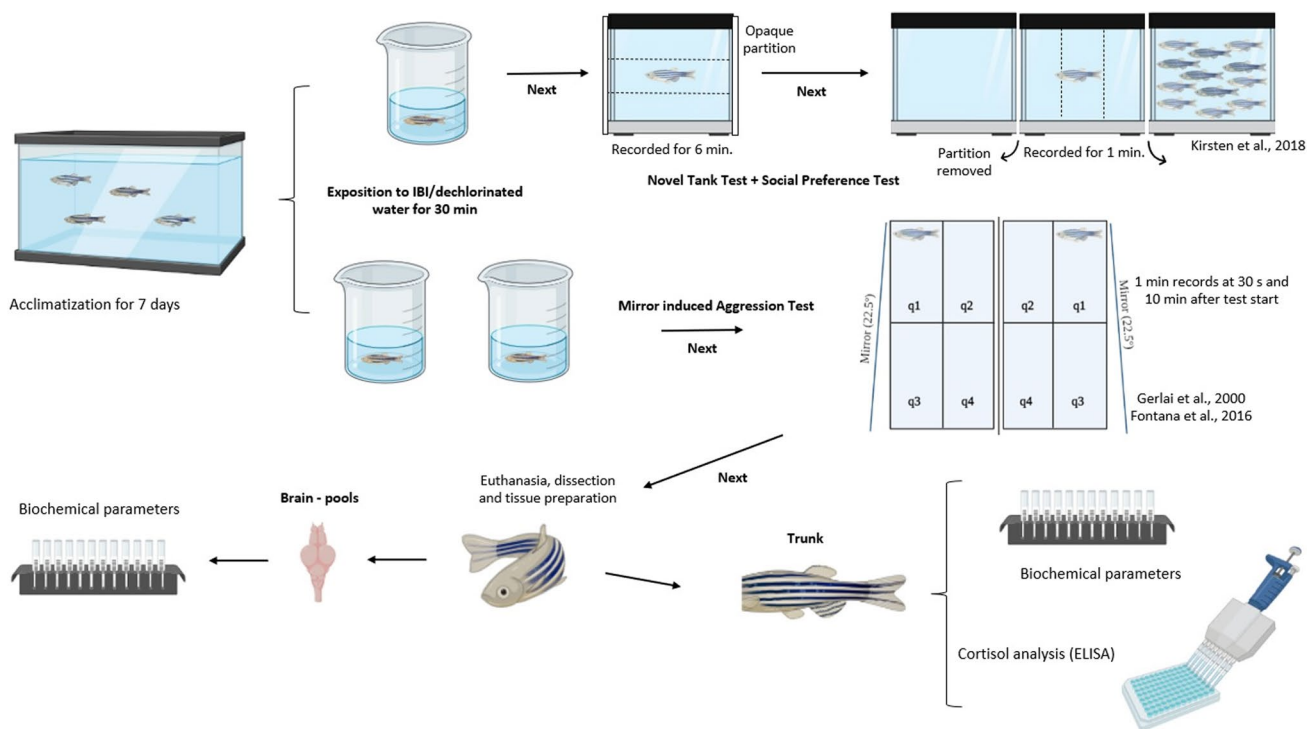 Opaque
partition
Next
Next
Recorded for 6 min.
Partition
removed
Recorded for 1 min.
Kirsten et al., 2018
Novel Tank Test + Social Preference Test
Exposition to IBI/dechlorinated
water for 30 min
Acclimatization for 7 days
Mirror induced Aggression Test
Next
Mirror (22.5º)
q1
q2
q2
q1
q3
q4
q4
q3
Mirror (22.5º)
1 min records at 30 s and
10 min after test start
Gerlai et al., 2000
Fontana et al., 2016
Next
Euthanasia, dissection
and tissue preparation
Brain - pools
Biochemical parameters
Trunk
Biochemical parameters
Cortisol analysis (ELISA)